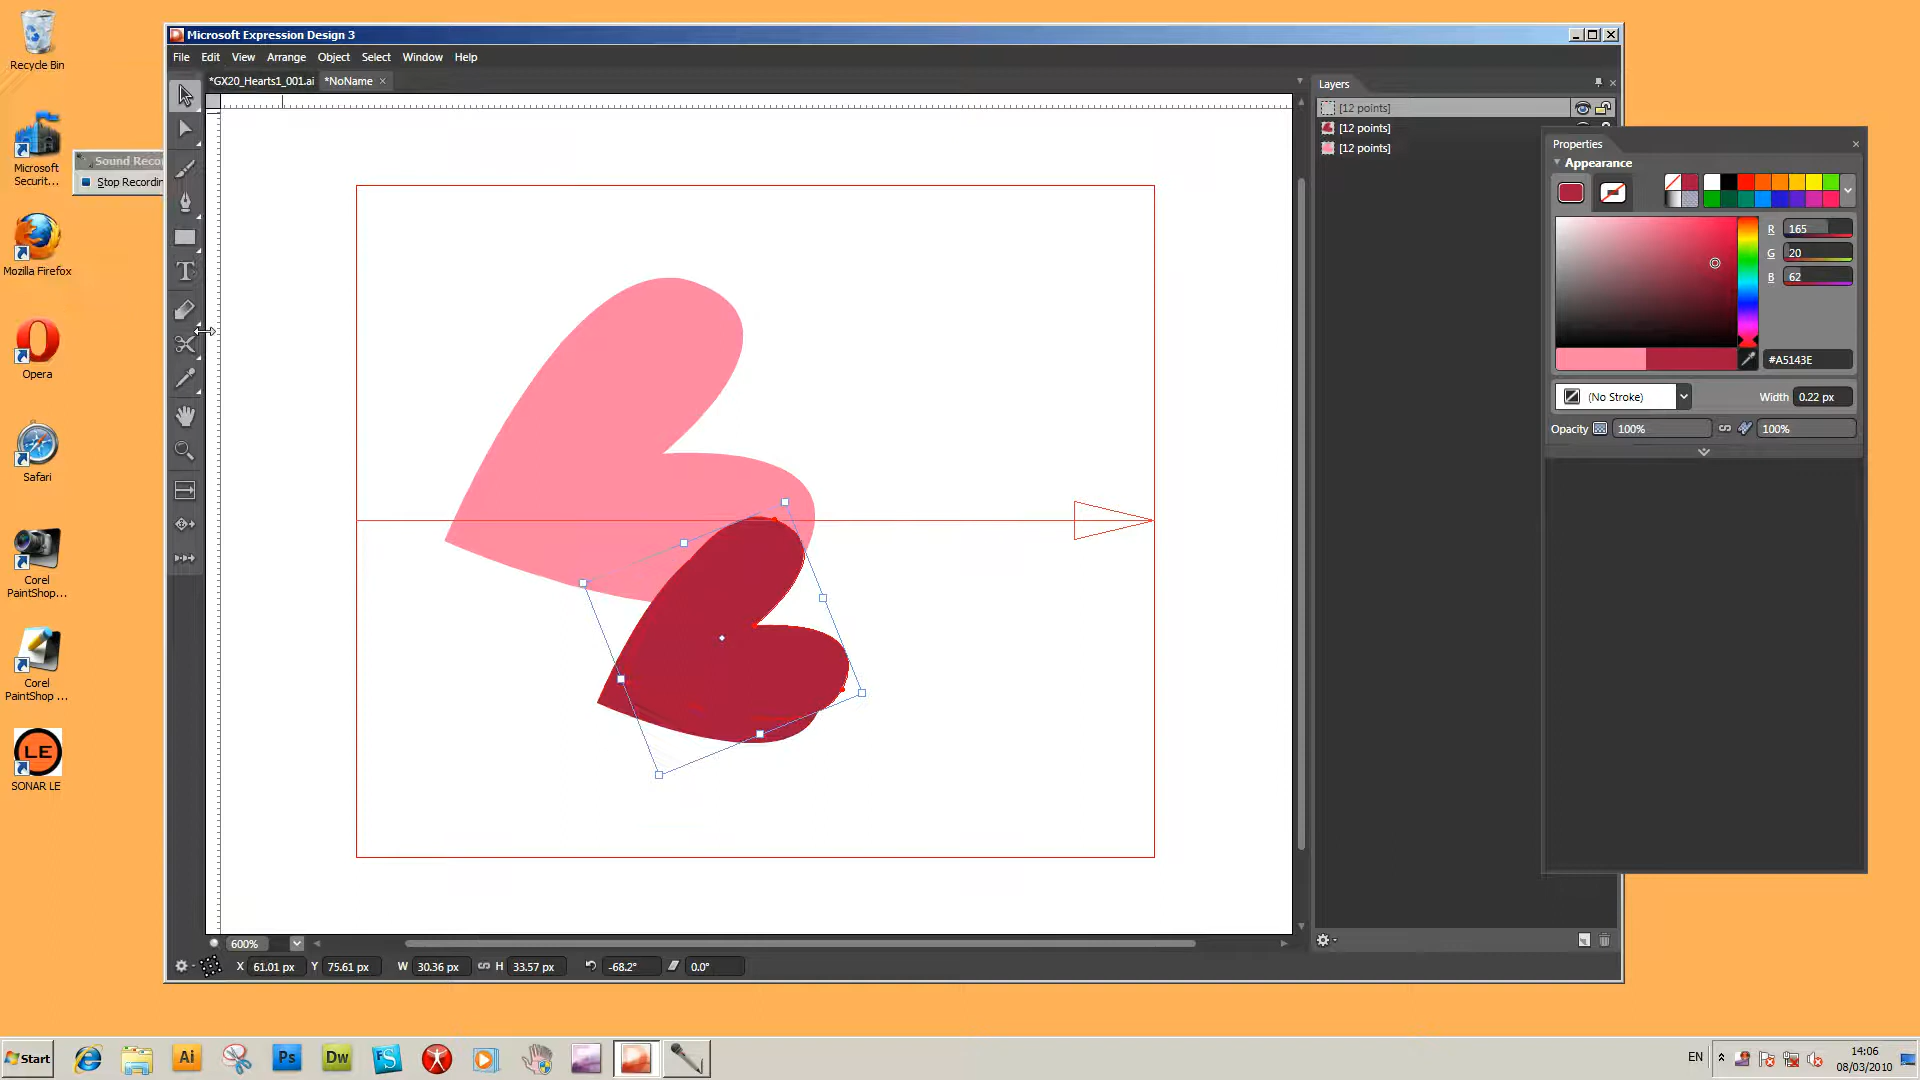 Recycle Bin
Microsoft
Securit...
Mozilla Firefox
Opera
Safari
Corel
PaintShop...
Corel
PaintShop ...
LE
SONAR LE
Stop Recordin
Microsoft Expression Design 3
File Edit View Arrange Object Select Window Help
*GX20_Hearts1_001.ai *NoName
Layers
[12 points]
[12 points]
[12 points]
Properties
Appearance
R 165
G 20
B 62
#A5143E
(No Stroke) Width 0.22 px
Opacity 100% 100%
600%
X 61.01 px Y 75.61 px W 30.36 px H 33.57 px -68.2° 0.0°
Start
Ai
Ps
Dw
FS
EN
14:06
08/03/2010